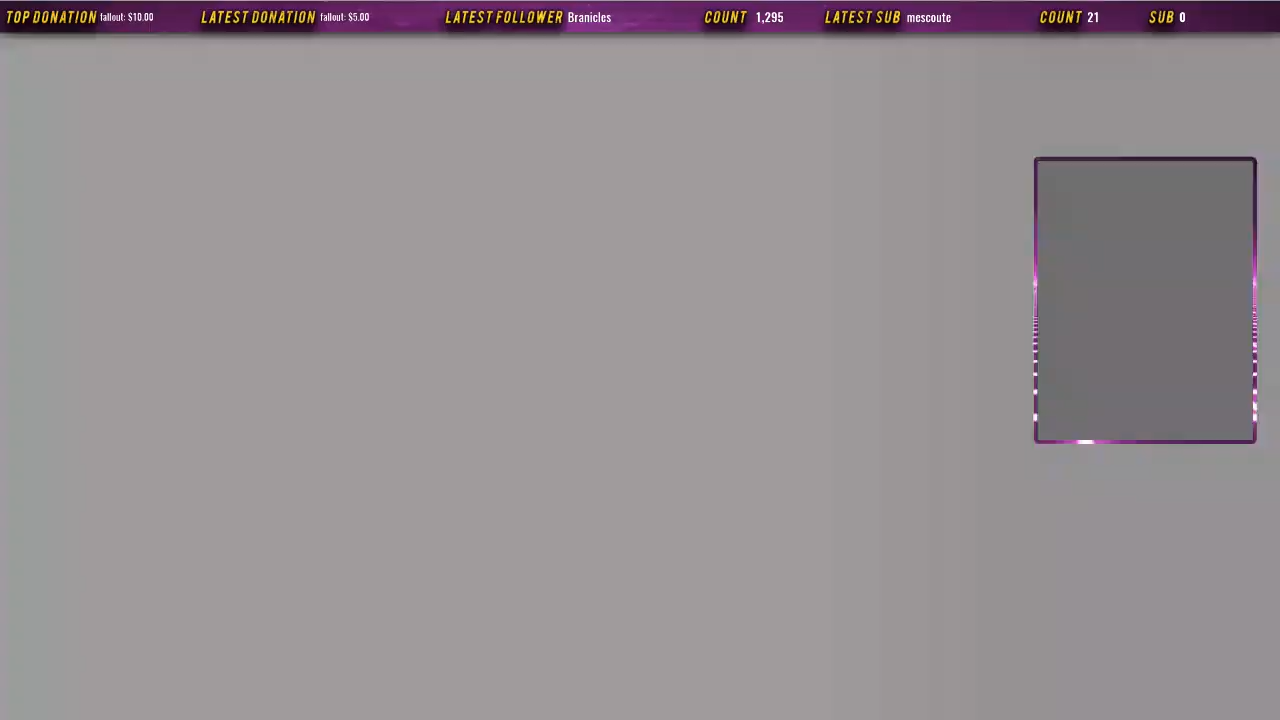 TOP DONATION fallout: $10.00 LATEST DONATION fallout: $5.00 LATEST FOLLOWER Branicles COUNT 1,295 LATEST SUB mescoute COUNT 21 SUB 0